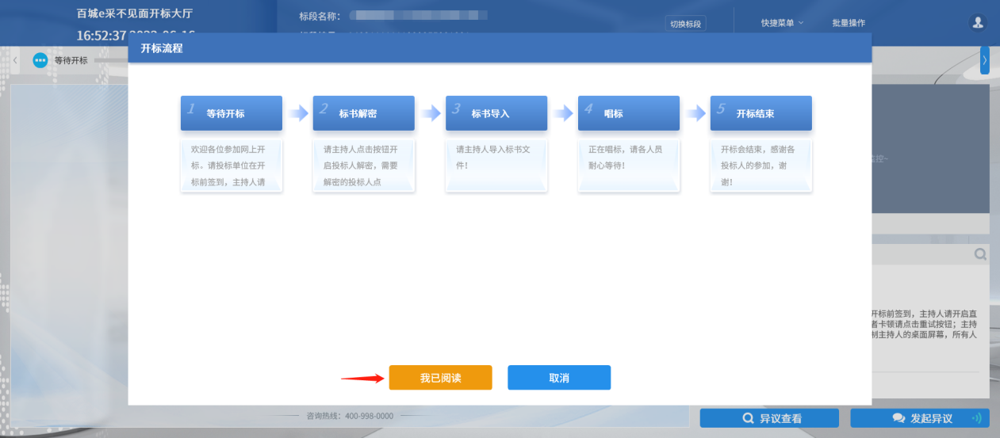 百城e采不见面开标大厅
标段名称：
切换标段
快捷菜单
批量操作
16:52:37
等待开标
开标流程
1 等待开标
欢迎各位参加网上开
标。请投标单位在开
标前签到，主持人请
2 标书解密
请主持人点击按钮开
启投标人解密，需要
解密的投标人点
3 标书导入
请主持人导入标书文
件！
4 唱标
正在唱标，请各人员
耐心等待！
5 开标结束
开标会结束，感谢各
投标人的参加，谢
谢！
我已阅读
取消
开标前签到，主持人请开启直
者卡顿请点击重试按钮；主持
制主持人的桌面屏幕，所有人
咨询热线：400-998-0000
异议查看
发起异议